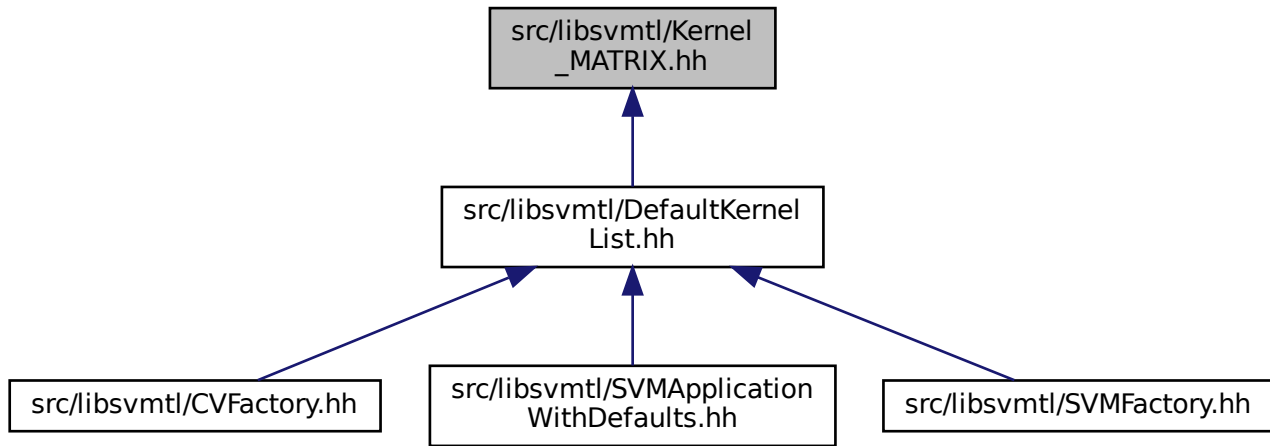 src/libsvmtl/Kernel
_MATRIX.hh
src/libsvmtl/DefaultKernel
List.hh
src/libsvmtl/CVFactory.hh
src/libsvmtl/SVMApplication
WithDefaults.hh
src/libsvmtl/SVMFactory.hh